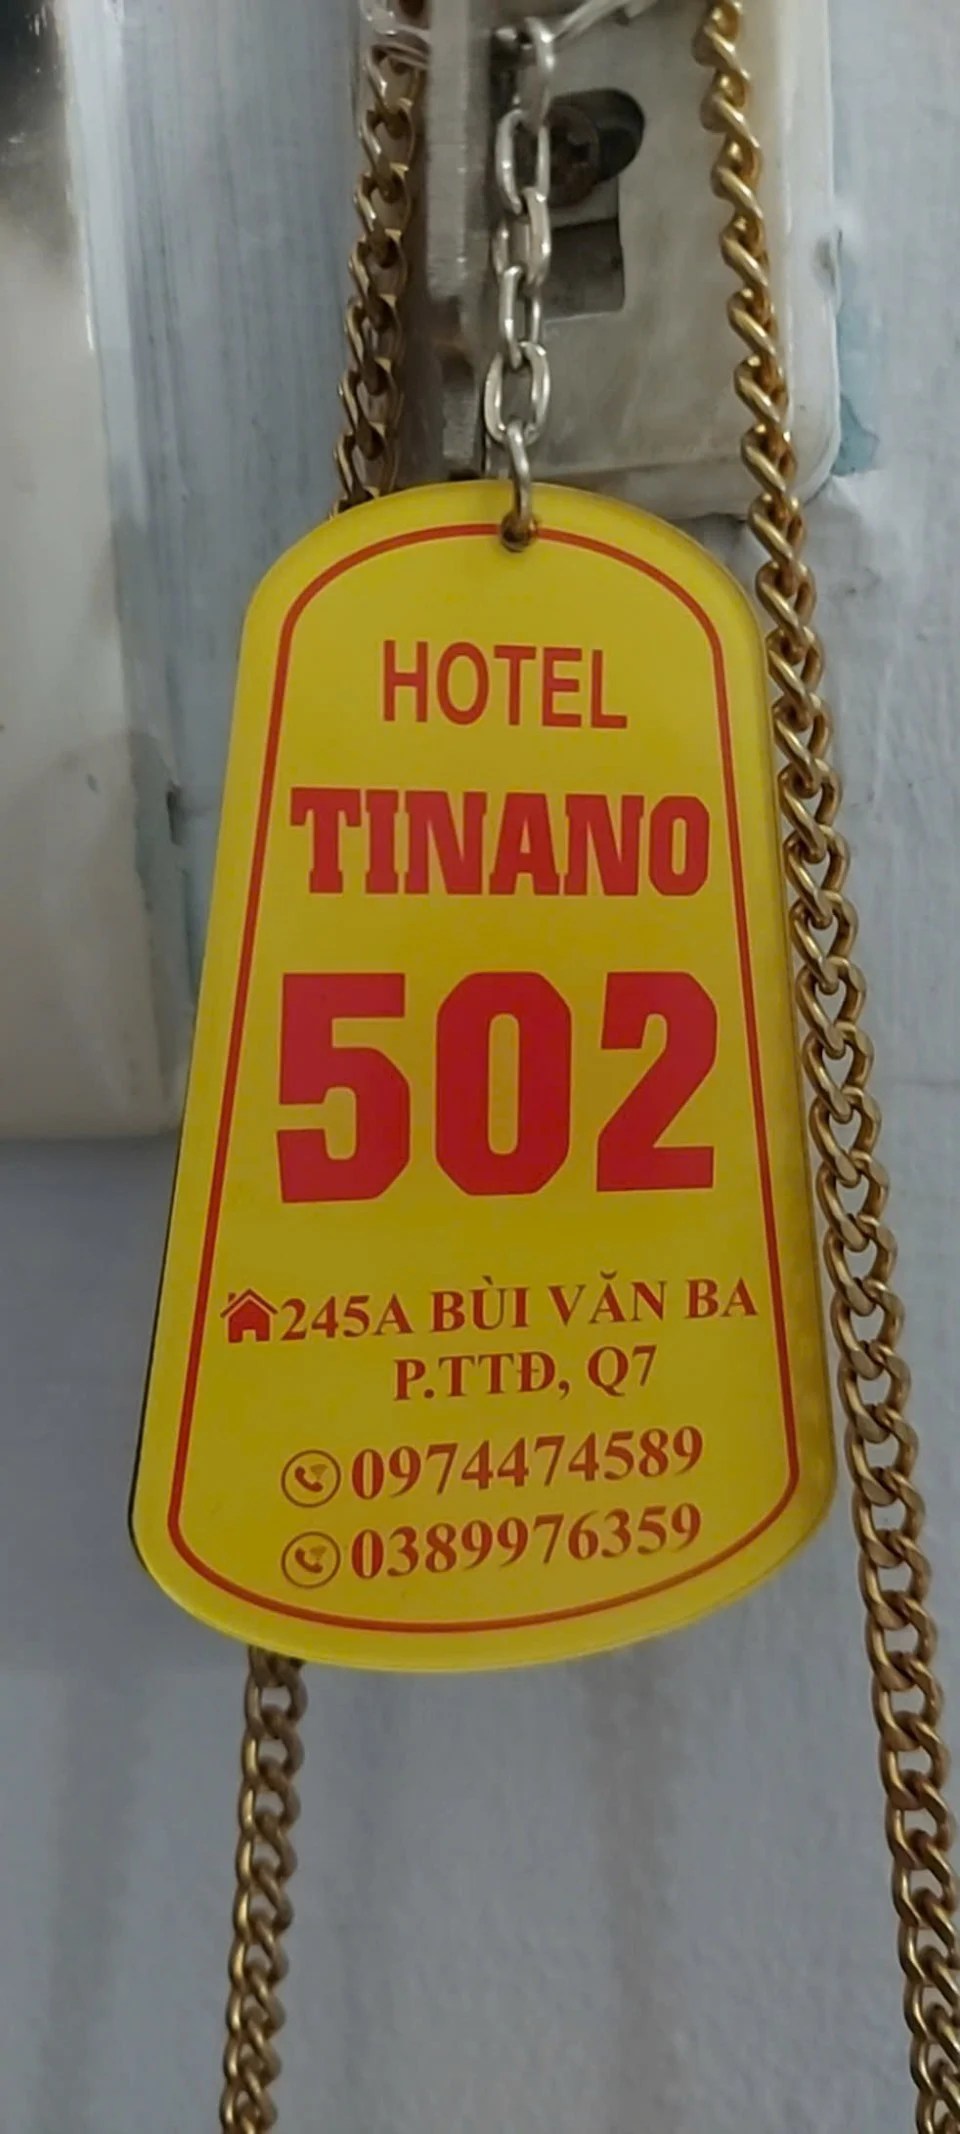 HOTEL
TINANO
502
245A BÙI VĂN BA
P.TTĐ, Q7
0974474589
0389976359